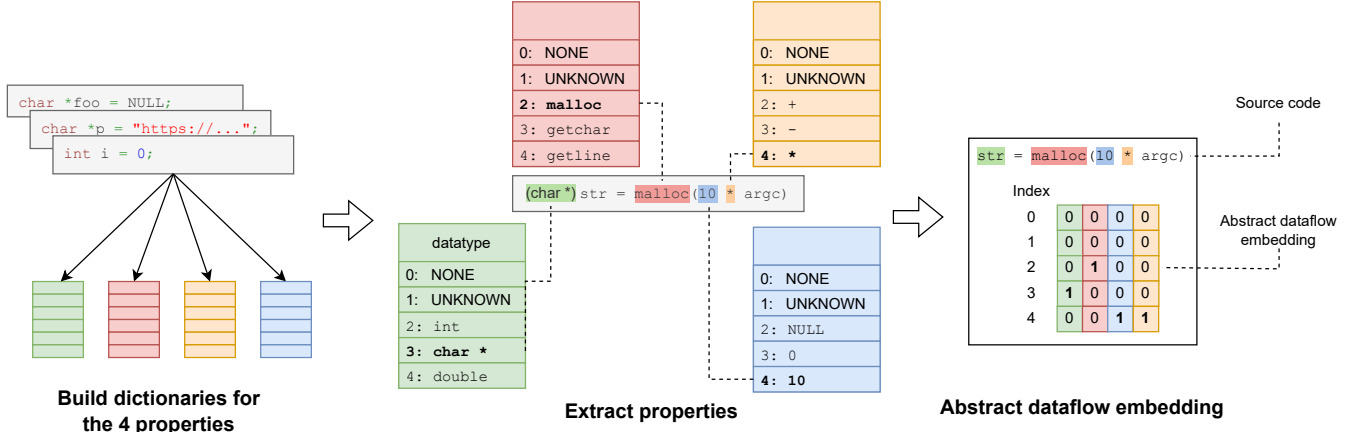 char *foo = NULL;
char *p = "https://...";
int i = 0;
Build dictionaries for
the 4 properties
0: NONE
1: UNKNOWN
2: malloc
3: getchar
4: getline
0: NONE
1: UNKNOWN
2: +
3: -
4: *
(char *) str = malloc(10 * argc)
datatype
0: NONE
1: UNKNOWN
2: int
3: char *
4: double
0: NONE
1: UNKNOWN
2: NULL
3: 0
4: 10
Extract properties
Source code
str = malloc(10 * argc)
Index
0 0 0 0 0
1 0 0 0 0
2 0 1 0 0
3 1 0 0 0
4 0 0 1 1
Abstract dataflow
embedding
Abstract dataflow embedding